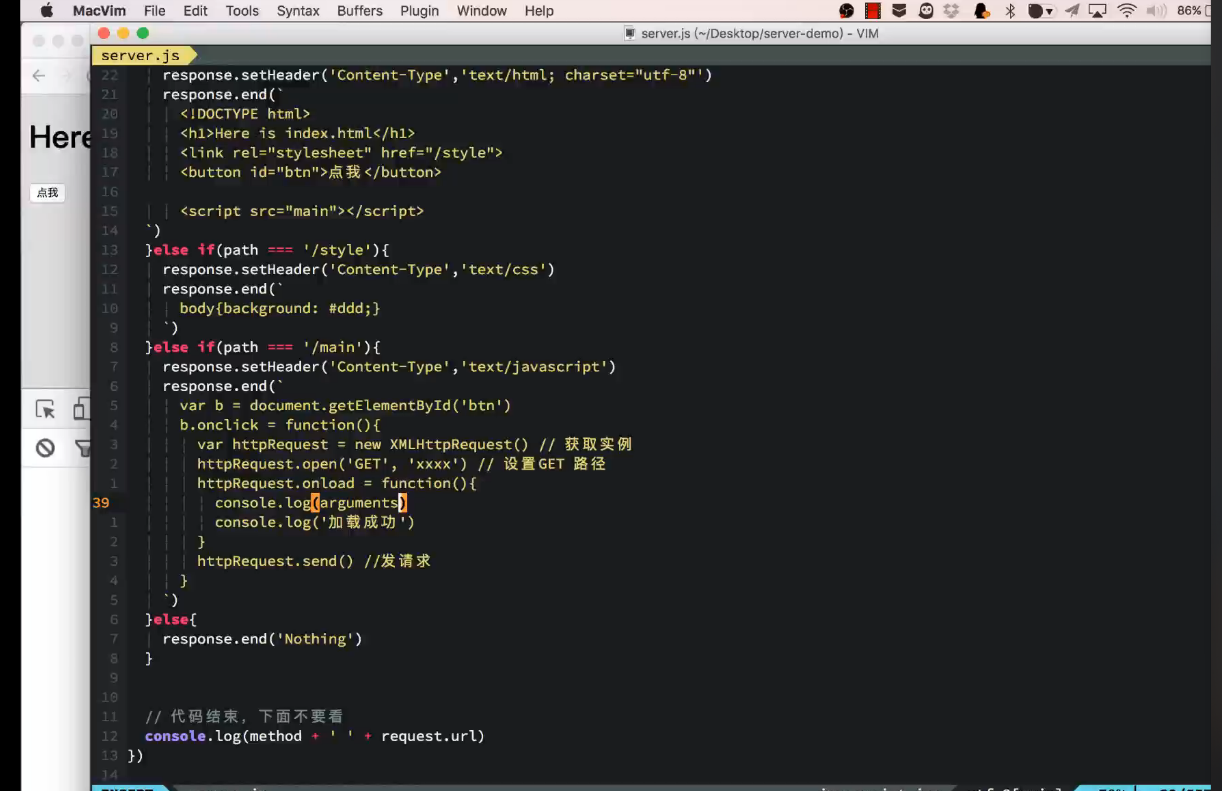 MacVim File Edit Tools Syntax Buffers Plugin Window Help 86%
server.js (~/Desktop/server-demo) - VIM
server.js
Here
点我
22 response.setHeader('Content-Type','text/html; charset="utf-8"')
21 response.end(`
20 <!DOCTYPE html>
19 <h1>Here is index.html</h1>
18 <link rel="stylesheet" href="/style">
17 <button id="btn">点我</button>
16
15 <script src="main"></script>
14 `)
13 }else if(path === '/style'){
12 response.setHeader('Content-Type','text/css')
11 response.end(`
10 body{background: #ddd;}
9 `)
8 }else if(path === '/main'){
7 response.setHeader('Content-Type','text/javascript')
6 response.end(`
5 var b = document.getElementById('btn')
4 b.onclick = function(){
3 var httpRequest = new XMLHttpRequest() // 获取实例
2 httpRequest.open('GET', 'xxxx') // 设置GET 路径
1 httpRequest.onload = function(){
39 console.log(arguments)
1 console.log('加载成功')
2 }
3 httpRequest.send() //发请求
4 }
5 `)
6 }else{
7 response.end('Nothing')
8 }
9
10
11 // 代码结束, 下面不要看
12 console.log(method + ' ' + request.url)
13 })
14